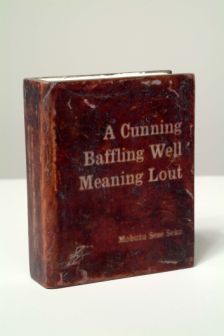 A Cunning
Baffling Well
Meaning Lout
Mobutu Sese Seko